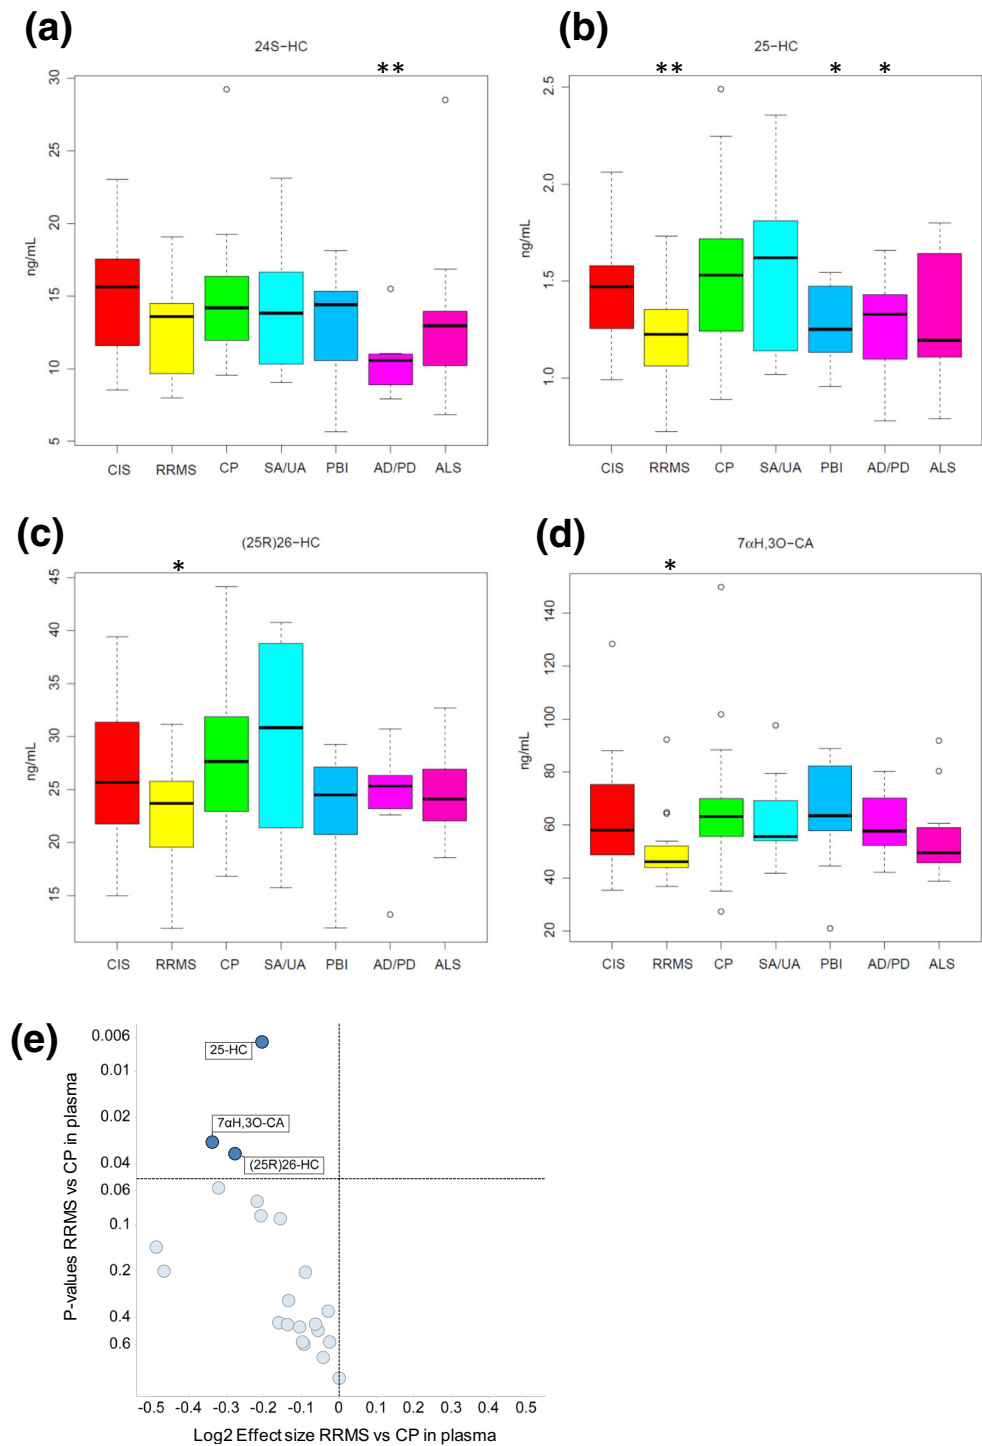 (a)
24S−HC
**
30
25
20
15
10
5
ng/mL
CIS RRMS CP SA/UA PBI AD/PD ALS
(b)
25−HC
** * *
2.5
2.0
1.5
1.0
ng/mL
CIS RRMS CP SA/UA PBI AD/PD ALS
(c)
(25R)26−HC
*
45
40
35
30
25
20
15
ng/mL
CIS RRMS CP SA/UA PBI AD/PD ALS
(d)
7αH,3O−CA
*
140
120
100
80
60
40
20
ng/mL
CIS RRMS CP SA/UA PBI AD/PD ALS
(e)
P-values RRMS vs CP in plasma
0.006
0.01
0.02
0.04
0.06
0.1
0.2
0.4
0.6
25-HC
7αH,3O-CA
(25R)26-HC
-0.5 -0.4 -0.3 -0.2 -0.1 0 0.1 0.2 0.3 0.4 0.5
Log2 Effect size RRMS vs CP in plasma